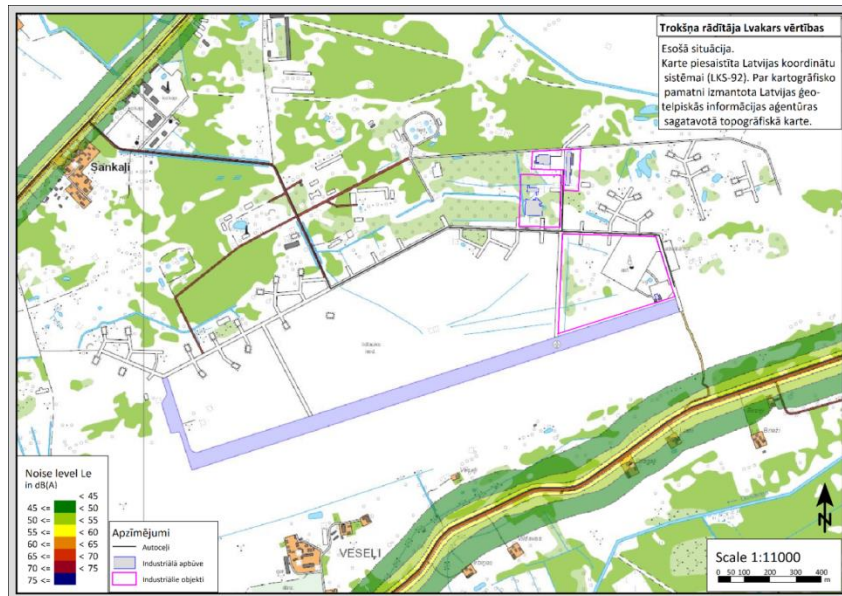 Trokšņa rādītāja Lvakars vērtības
Esošā situācija.
Karte piesaistīta Latvijas koordinātu
sistēmai (LKS-92). Par kartogrāfisko
pamatni izmantota Latvijas ģeo-
telpiskās informācijas aģentūras
sagatavotā topogrāfiskā karte.
Sankaļi
VĒSEĻI
Noise level Le
in dB(A)
< 45
45 <= < 50
50 <= < 55
55 <= < 60
60 <= < 65
65 <= < 70
70 <= < 75
75 <=
Apzīmējumi
Autoceļi
Industriālā apbūve
industriālie objekti
N
Scale 1:11000
0 50 100 200 300 400
m